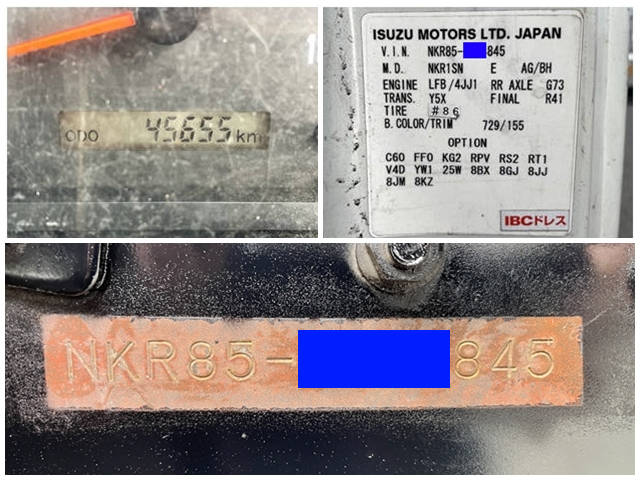 ODO 45655 km
ISUZU MOTORS LTD. JAPAN
V.I.N. NKR85- 845
M.D. NKR1SN E AG/BH
ENGINE LFB/4JJ1 RR AXLE G73
TRANS. Y5X FINAL R41
TIRE #86
B.COLOR/TRIM 729/155
OPTION
C60 FF0 KG2 RPV RS2 RT1
V4D YW1 25W 8BX 8GJ 8JJ
8JM 8KZ
IBCドレス
NKR85- 845